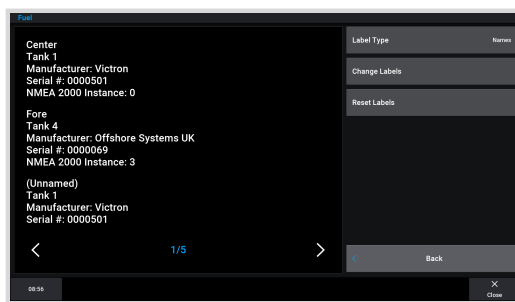 Fuel
Center
Tank 1
Manufacturer: Victron
Serial #: 0000501
NMEA 2000 Instance: 0
Fore
Tank 4
Manufacturer: Offshore Systems UK
Serial #: 0000069
NMEA 2000 Instance: 3
(Unnamed)
Tank 1
Manufacturer: Victron
Serial #: 0000501
1/5
Label Type Names
Change Labels
Reset Labels
Back
08:56
Close